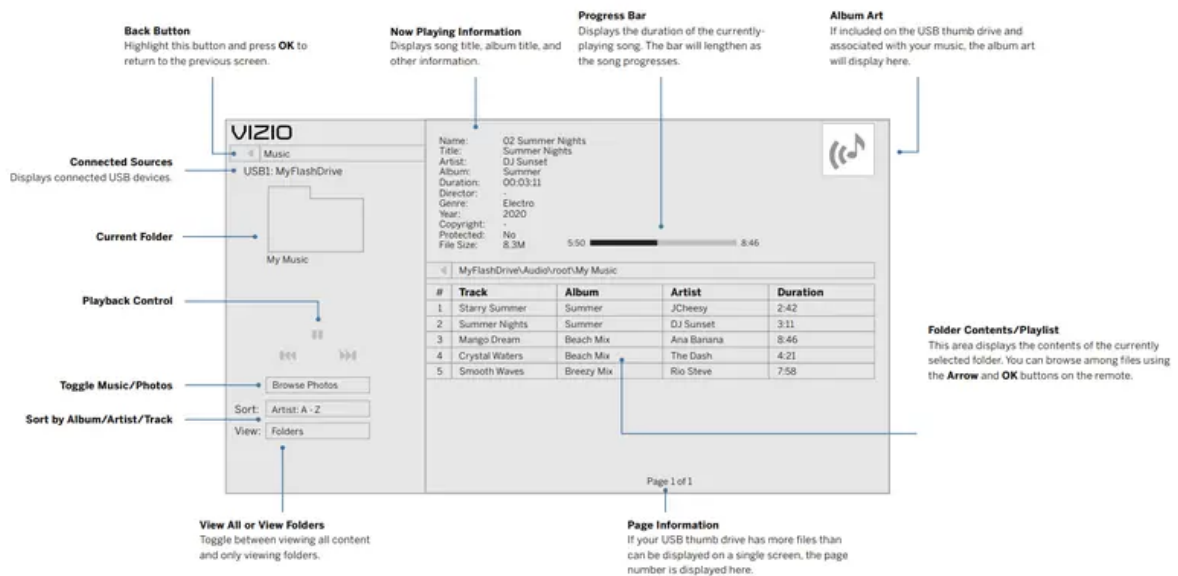 Back Button
Highlight this button and press OK to
return to the previous screen.
Now Playing Information
Displays song title, album title, and
other information.
Progress Bar
Displays the duration of the currently-
playing song. The bar will lengthen as
the song progresses.
Album Art
If included on the USB thumb drive and
associated with your music, the album art
will display here.
Connected Sources
Displays connected USB devices.
Current Folder
Playback Control
Toggle Music/Photos
Sort by Album/Artist/Track
VIZIO
Music
USB1: MyFlashDrive
My Music
Browse Photos
Sort: Artist: A - Z
View: Folders
Name: 02 Summer Nights
Title: Summer Nights
Artist: DJ Sunset
Album: Summer
Duration: 00:03:11
Director: -
Genre: Electro
Year: 2020
Copyright: -
Protected: No
File Size: 8.3M
5:50 8:46
MyFlashDrive\Audio\root\My Music
# Track Album Artist Duration
1 Starry Summer Summer JCheesy 2:42
2 Summer Nights Summer DJ Sunset 3:11
3 Mango Dream Beach Mix Ana Banana 8:46
4 Crystal Waters Beach Mix The Dash 4:21
5 Smooth Waves Breezy Mix Rio Steve 7:58
Page 1 of 1
Folder Contents/Playlist
This area displays the contents of the currently
selected folder. You can browse among files using
the Arrow and OK buttons on the remote.
View All or View Folders
Toggle between viewing all content
and only viewing folders.
Page Information
If your USB thumb drive has more files than
can be displayed on a single screen, the page
number is displayed here.